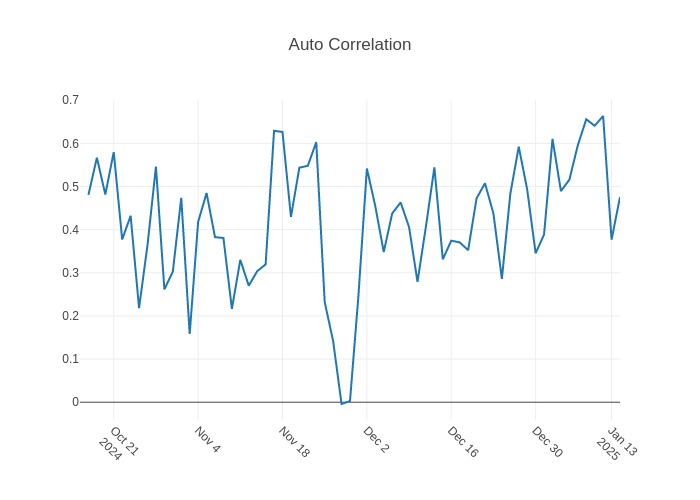 Auto Correlation
0.7
0.6
0.5
0.4
0.3
0.2
0.1
0
Oct 21
2024
Nov 4
Nov 18
Dec 2
Dec 16
Dec 30
Jan 13
2025